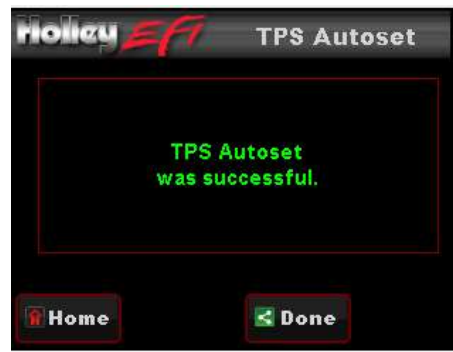 Holley EFI TPS Autoset
TPS Autoset
was successful.
Home Done